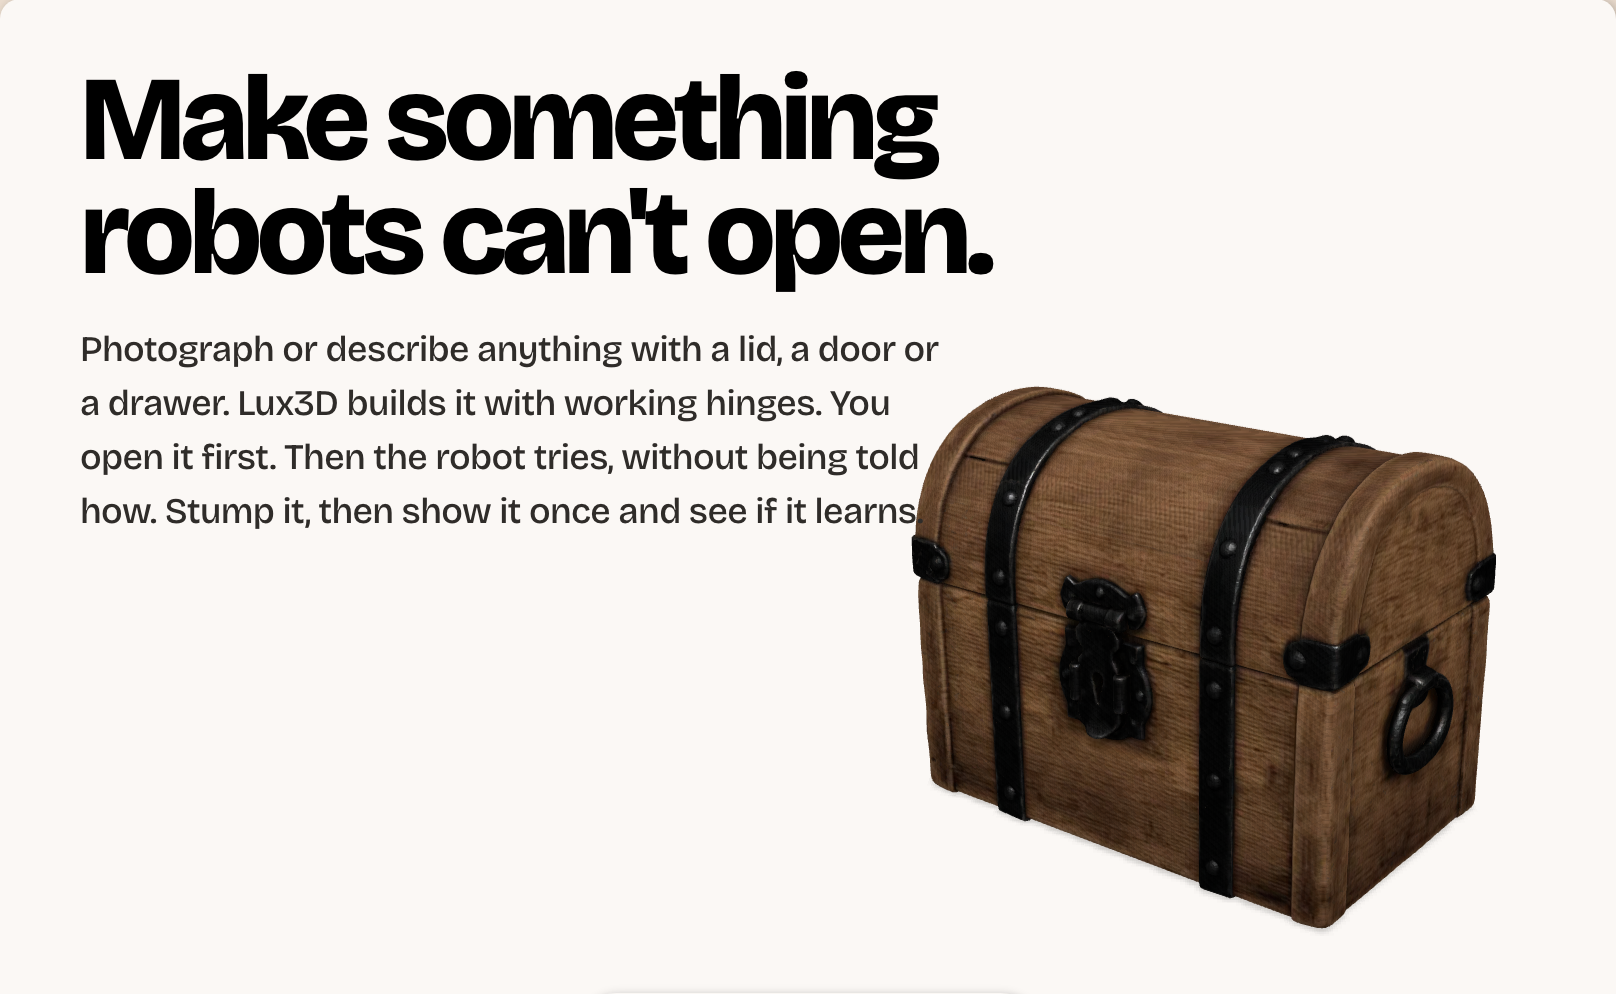 Make something
robots can't open.
Photograph or describe anything with a lid, a door or
a drawer. Lux3D builds it with working hinges. You
open it first. Then the robot tries, without being told
how. Stump it, then show it once and see if it learns.